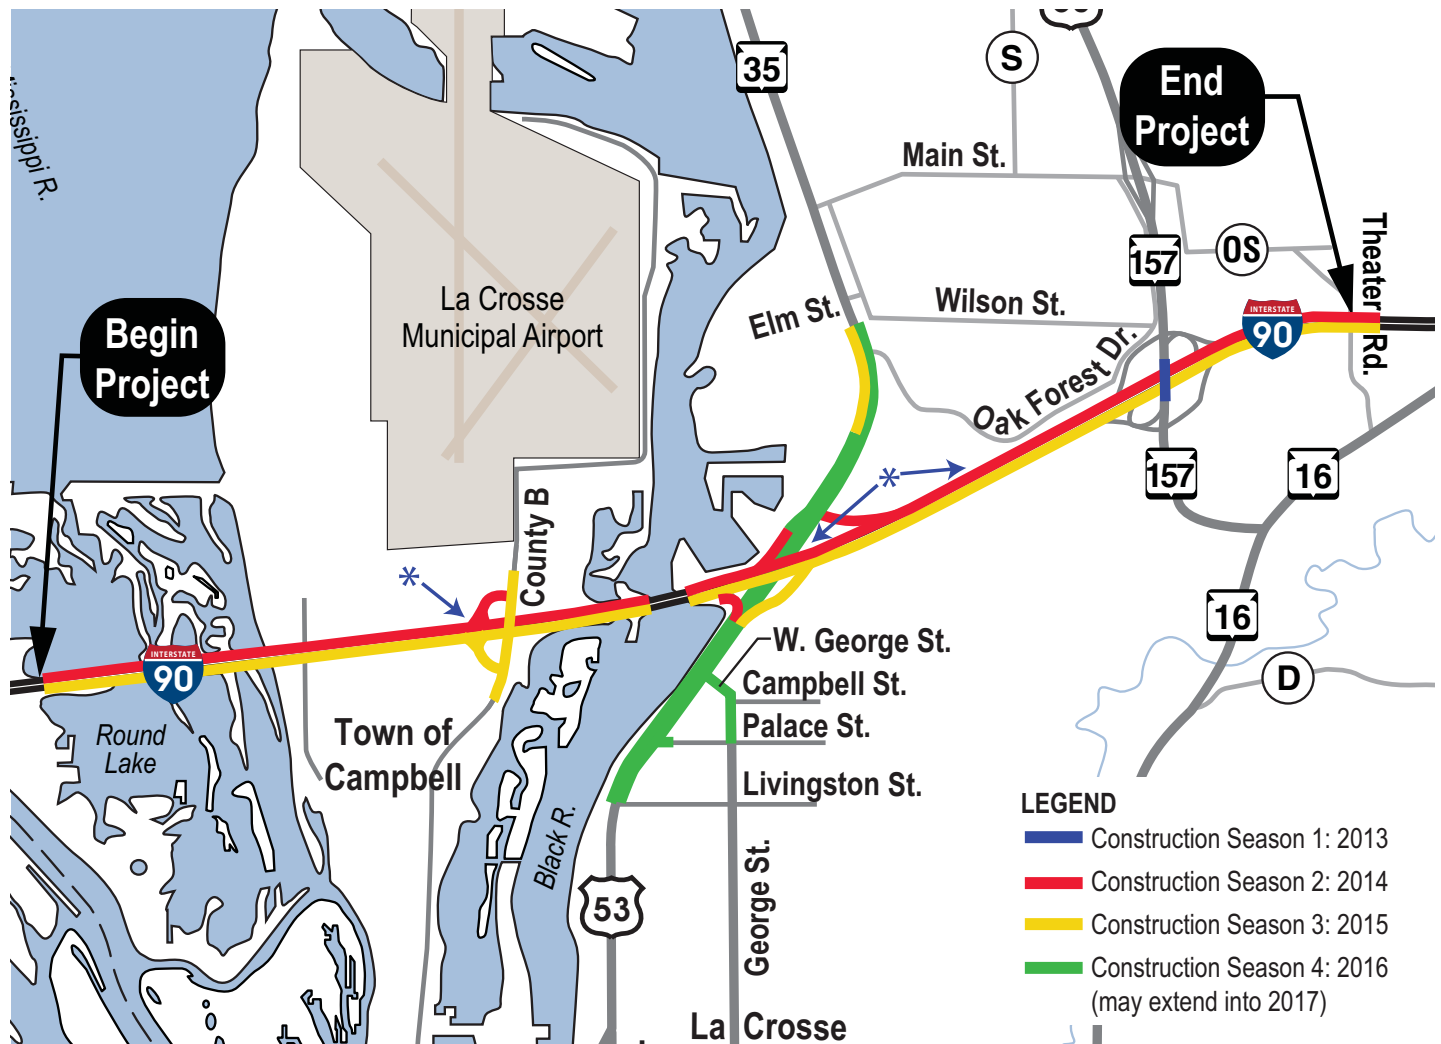 35
S
End
Project
Main St.
Mississippi R.
157
OS
Theater Rd.
La Crosse
Municipal Airport
Elm St.
Wilson St.
INTERSTATE
90
Begin
Project
Oak Forest Dr.
*
157
16
County B
*
16
W. George St.
INTERSTATE
90
Campbell St.
D
Palace St.
Round
Lake
Town of
Campbell
Livingston St.
Black R.
George St.
53
LEGEND
Construction Season 1: 2013
Construction Season 2: 2014
Construction Season 3: 2015
Construction Season 4: 2016
(may extend into 2017)
La Crosse